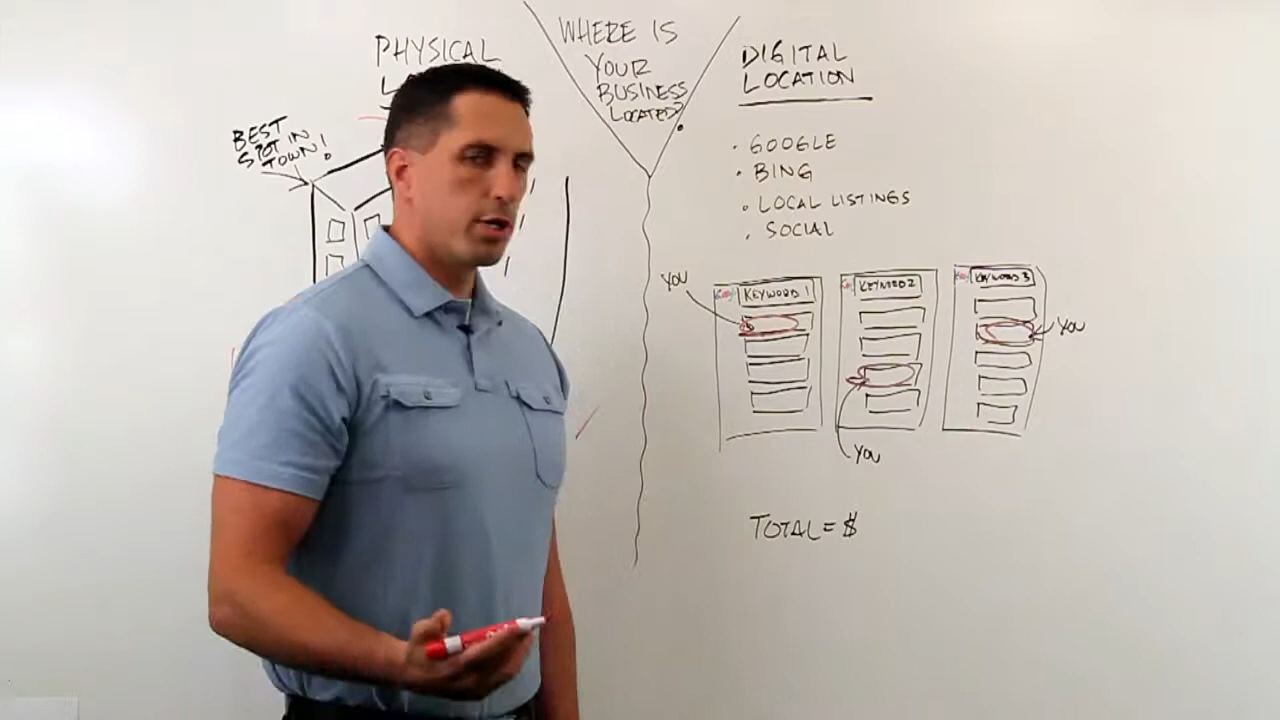 PHYSICAL
L
BEST
SPOT IN
TOWN!
WHERE IS
YOUR
BUSINESS
LOCATED?
DIGITAL
LOCATION
• GOOGLE
• BING
• LOCAL LISTINGS
• SOCIAL
YOU
KEYWORD 1
KEYWORD 2
KEYWORD 3
YOU
YOU
TOTAL = $